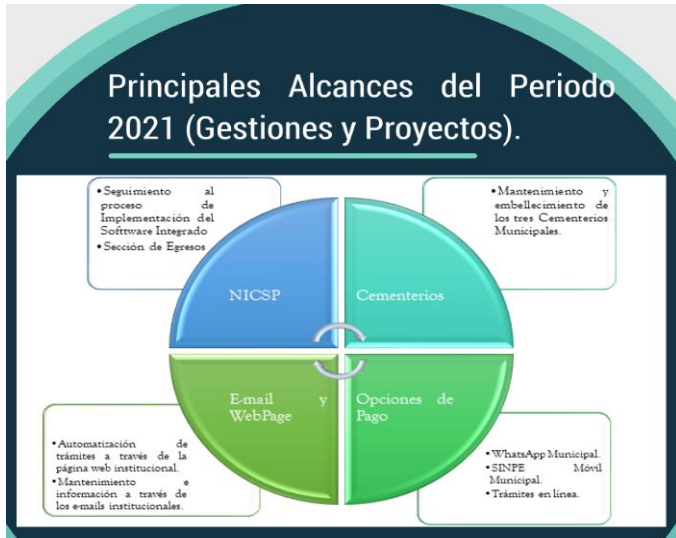 Principales Alcances del Periodo
2021 (Gestiones y Proyectos).
•Seguimiento al
proceso de
Implementación del
Softtware Integrado
•Sección de Egresos
•Mantenimiento y
embellecimiento de
los tres Cementerios
Municipales.
NICSP
Cementerios
E-mail y
WebPage
Opciones de
Pago
•Automatización de
trámites a través de la
página web institucional.
•Mantenimiento e
información a través de
los e-mails institucionales.
•WhatsApp Municipal.
•SINPE Móvil
Municipal.
•Trámites en línea.